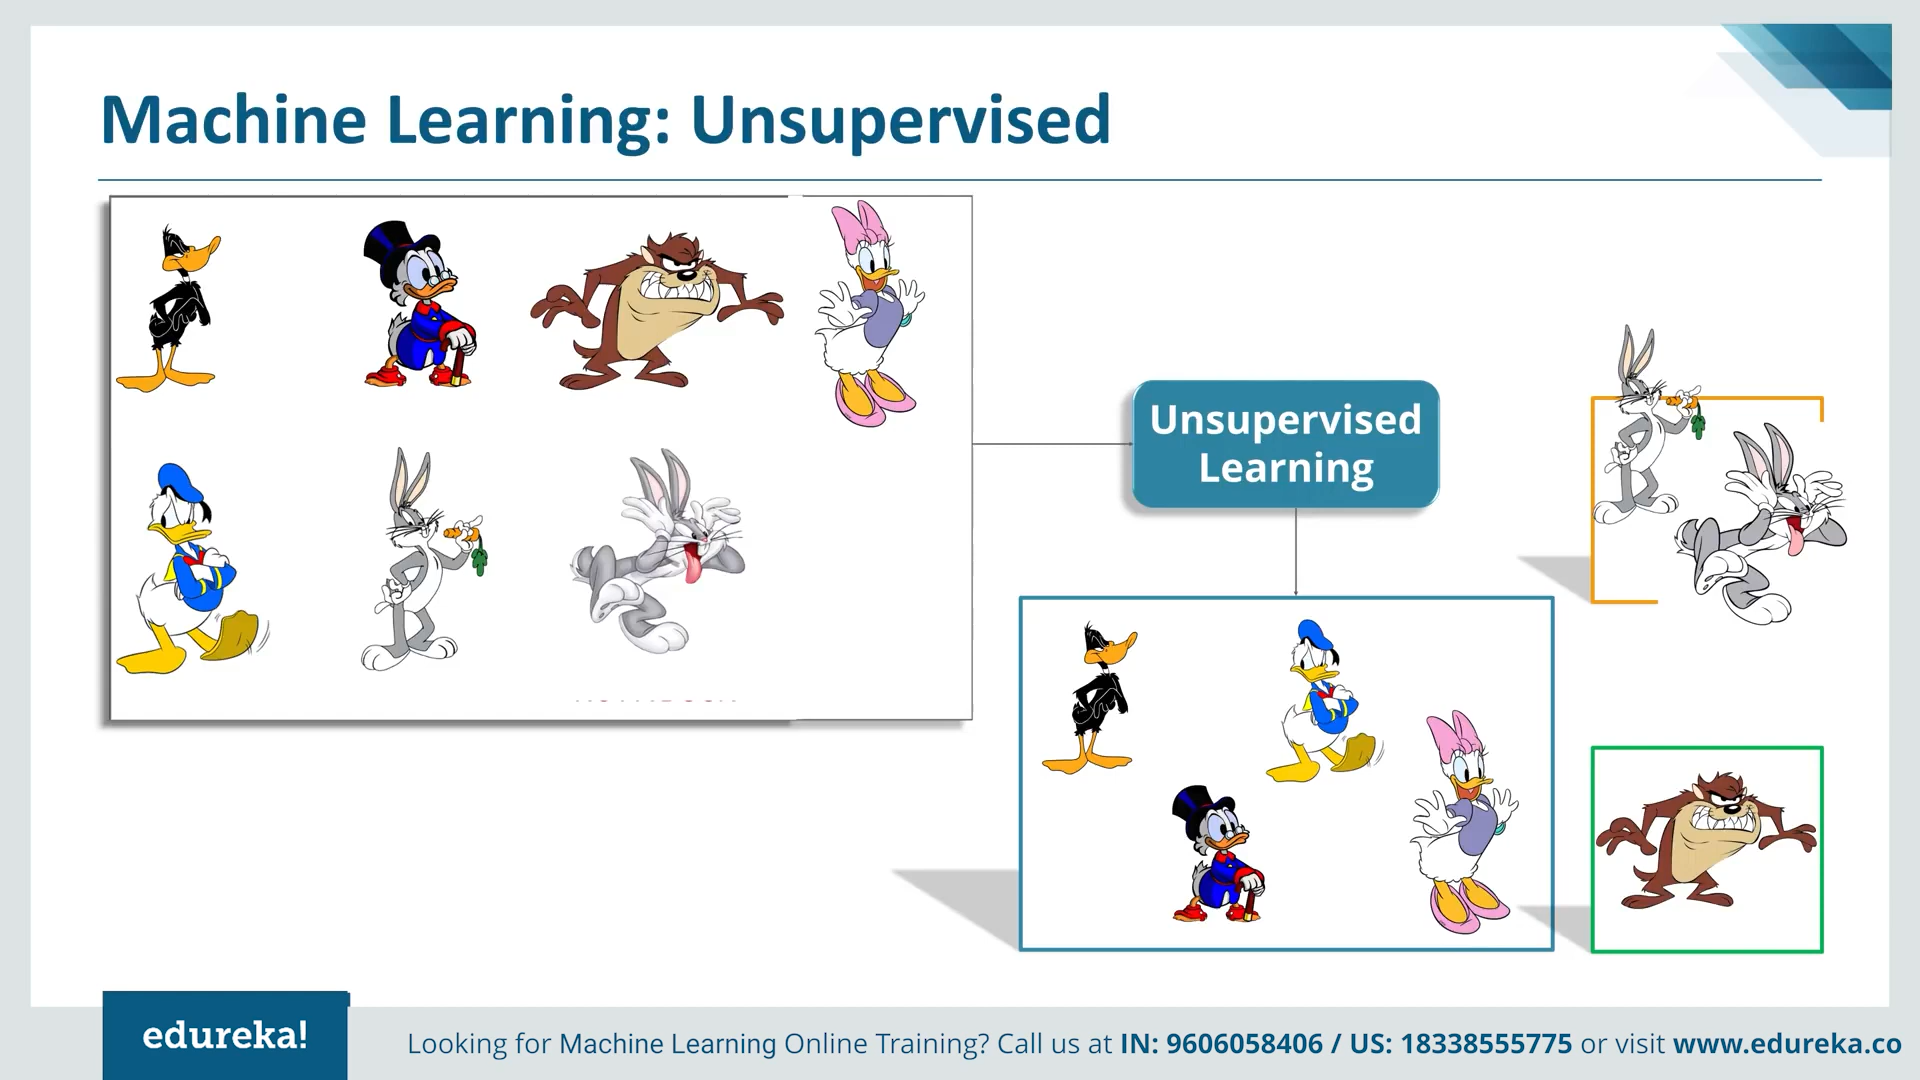 Machine Learning: Unsupervised
Unsupervised
Learning
edureka!
Looking for Machine Learning Online Training? Call us at IN: 9606058406 / US: 18338555775 or visit www.edureka.co